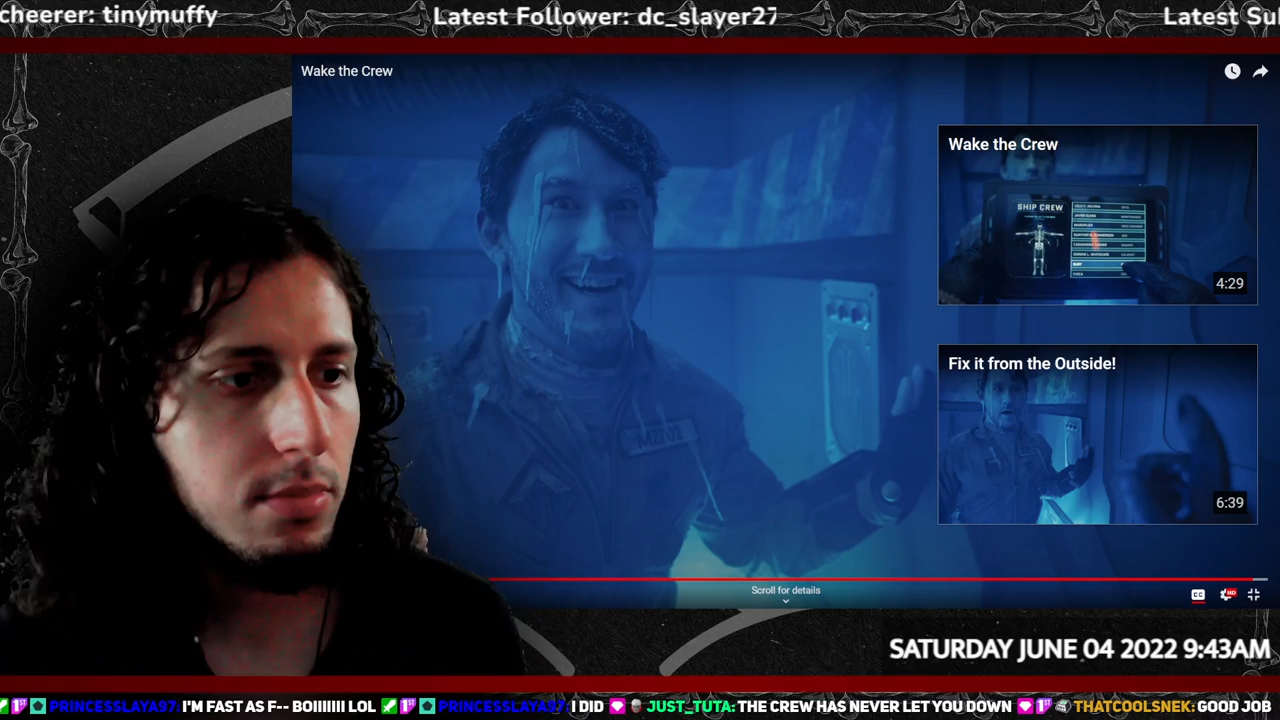 cheerer: tinymuffy
Latest Follower: dc_slayer27
Latest Su
Wake the Crew
Wake the Crew
SHIP CREW
4:29
Fix it from the Outside!
6:39
Scroll for details
CC
HD
SATURDAY JUNE 04 2022 9:43AM
PRINCESSLAYA97: I'M FAST AS F-- BOIIIIIII LOL PRINCESSLAYA97: I DID JUST_TUTA: THE CREW HAS NEVER LET YOU DOWN THATCOOLSNEK: GOOD JOB